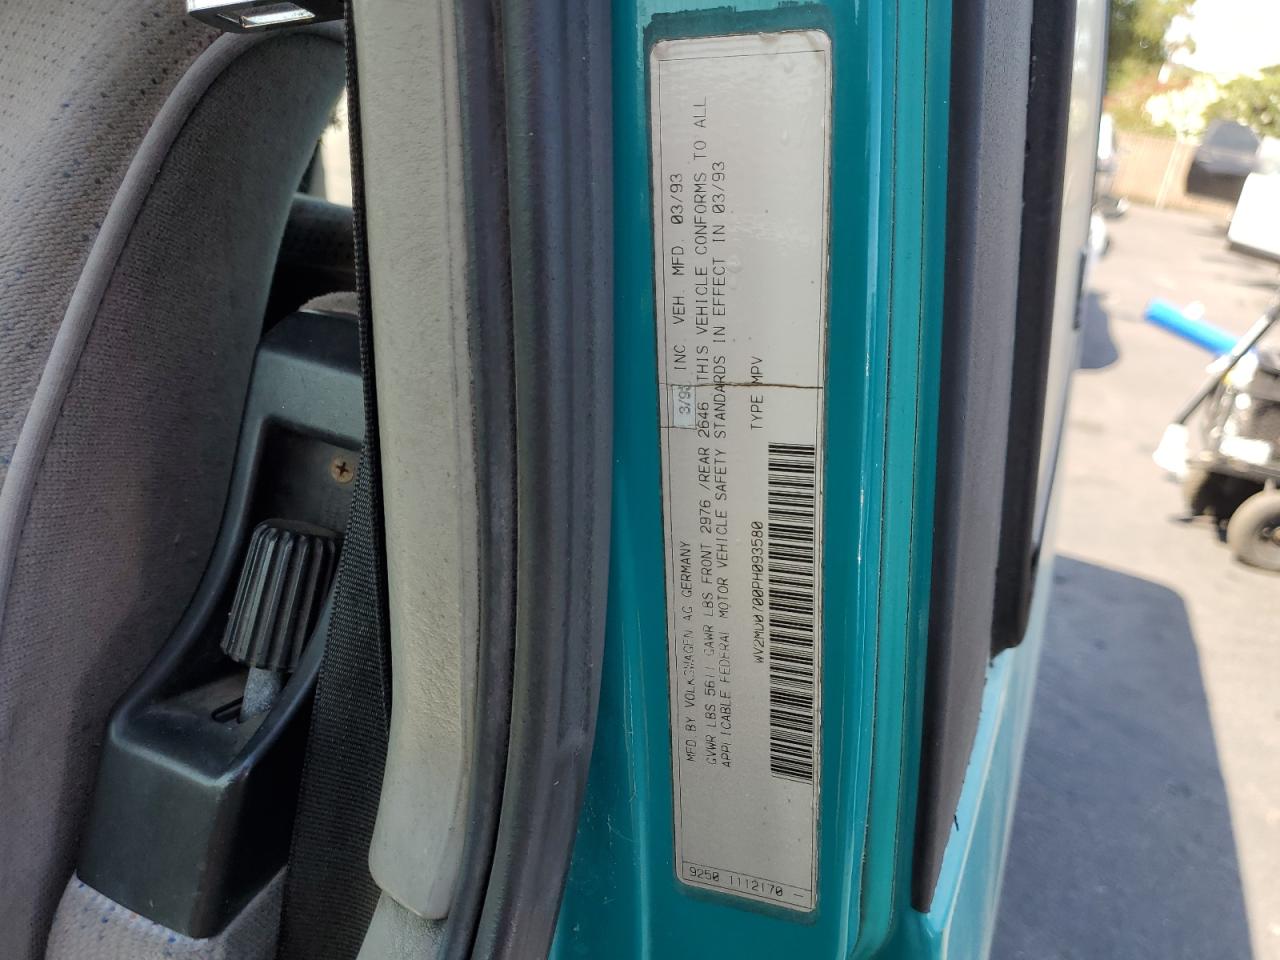 MFD.BY VOLKSWAGEN AG GERMANY 3/93 INC. VEH. MFD. 03/93
GVWR LBS 5611 GAWR LBS FRONT 2976 /REAR 2646 THIS VEHICLE CONFORMS TO ALL
APPLICABLE FEDERAL MOTOR VEHICLE SAFETY STANDARDS IN EFFECT IN 03/93
WV2MD0700PH093580 TYPE MPV
9250 1112170 -